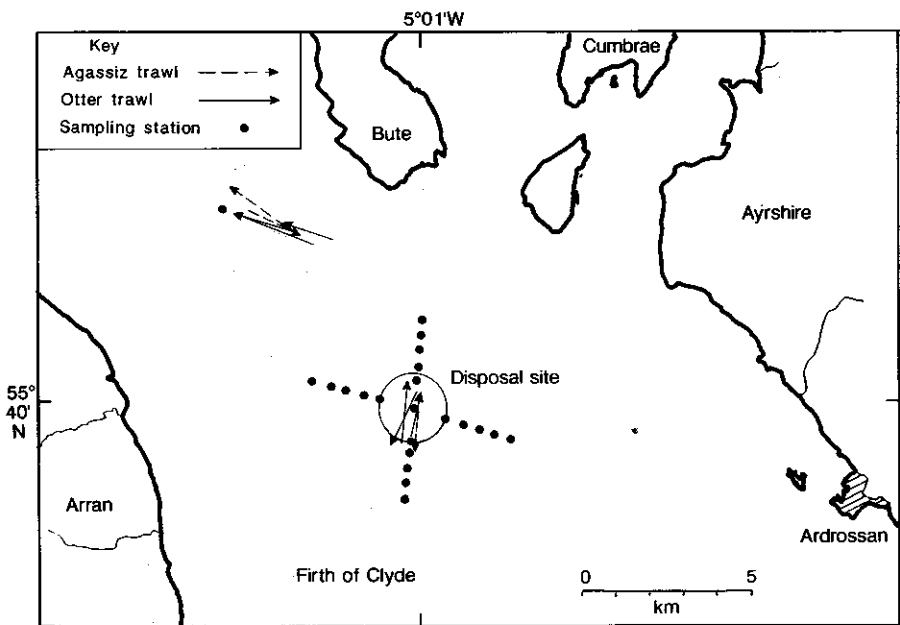 5°01'W
Key
Agassiz trawl
Otter trawl
Sampling station
Cumbrae
Bute
Ayrshire
Disposal site
55°
40'
N
Arran
Ardrossan
Firth of Clyde
0 5
km